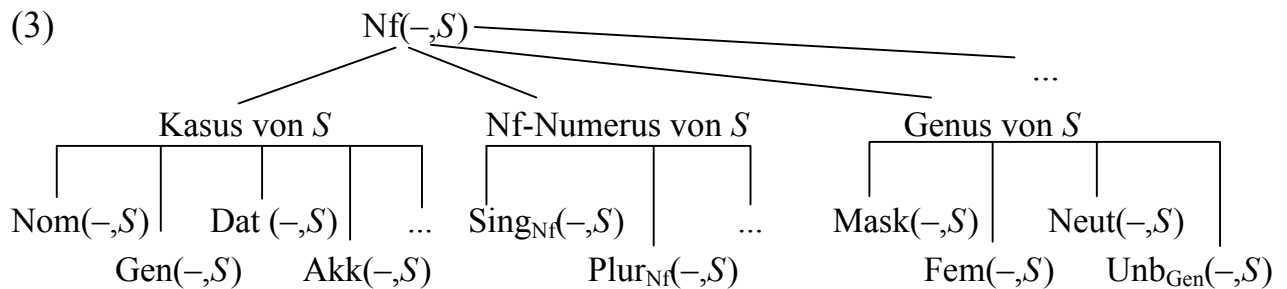 (3) Nf(–,S)
...
Kasus von S Nf-Numerus von S Genus von S
Nom(–,S) Dat (–,S) ... Sing_Nf(–,S) ... Mask(–,S) Neut(–,S)
Gen(–,S) Akk(–,S) Plur_Nf(–,S) Fem(–,S) Unb_Gen(–,S)